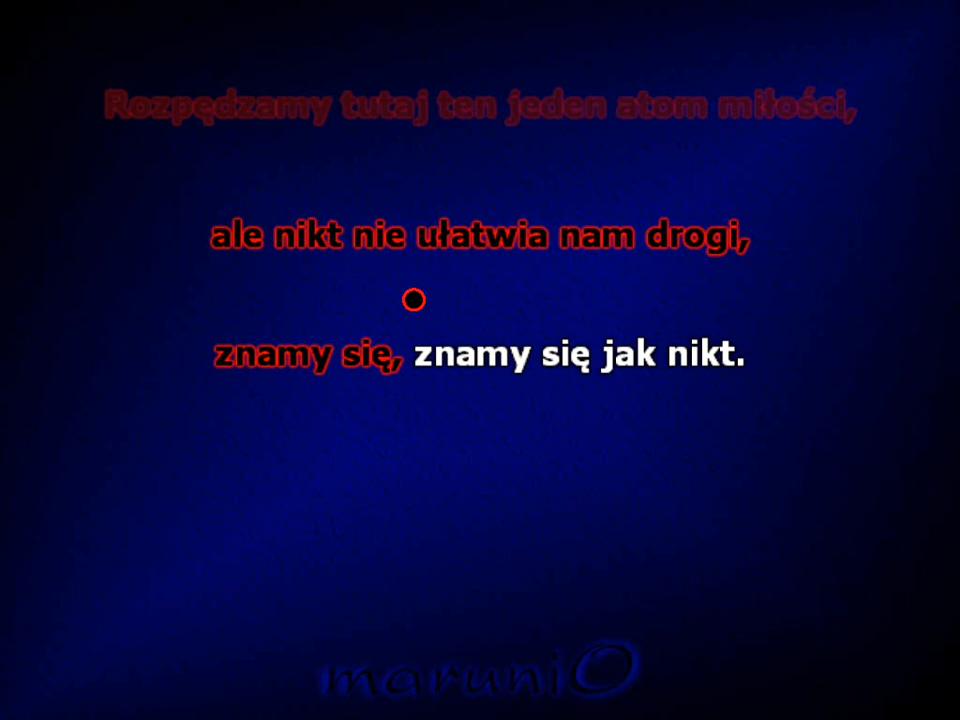 Rozpędzamy tutaj ten jeden atom miłości,
ale nikt nie ułatwia nam drogi,
znamy się, znamy się jak nikt.
maruniO